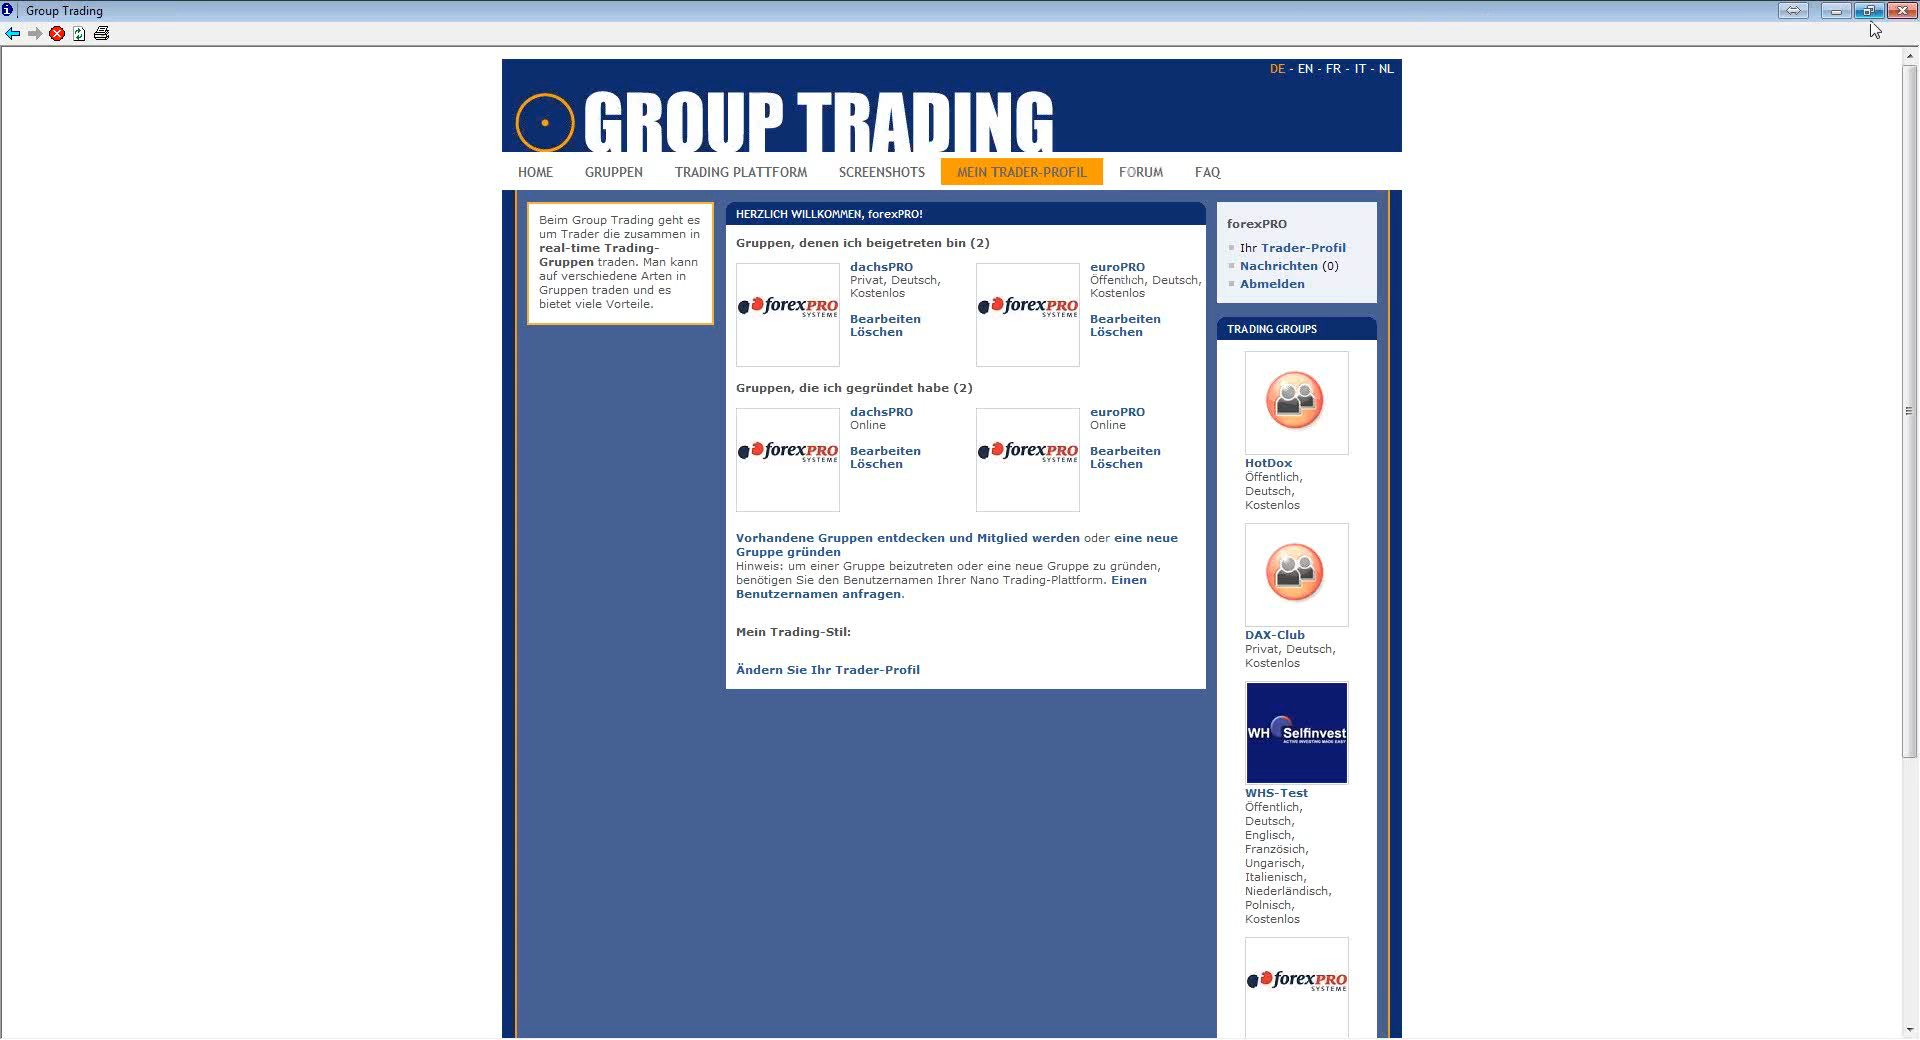 Group Trading
DE - EN - FR - IT - NL
GROUP TRADING
HOME GRUPPEN TRADING PLATTFORM SCREENSHOTS MEIN TRADER-PROFIL FORUM FAQ
Beim Group Trading geht es
um Trader die zusammen in
real-time Trading-
Gruppen traden. Man kann
auf verschiedene Arten in
Gruppen traden und es
bietet viele Vorteile.
HERZLICH WILLKOMMEN, forexPRO!
Gruppen, denen ich beigetreten bin (2)
forexPRO
SYSTEME
dachsPRO
Privat, Deutsch,
Kostenlos
Bearbeiten
Löschen
forexPRO
SYSTEME
euroPRO
Öffentlich, Deutsch,
Kostenlos
Bearbeiten
Löschen
Gruppen, die ich gegründet habe (2)
forexPRO
SYSTEME
dachsPRO
Online
Bearbeiten
Löschen
forexPRO
SYSTEME
euroPRO
Online
Bearbeiten
Löschen
Vorhandene Gruppen entdecken und Mitglied werden oder eine neue
Gruppe gründen
Hinweis: um einer Gruppe beizutreten oder eine neue Gruppe zu gründen,
benötigen Sie den Benutzernamen Ihrer Nano Trading-Plattform. Einen
Benutzernamen anfragen.
Mein Trading-Stil:
Ändern Sie Ihr Trader-Profil
forexPRO
Ihr Trader-Profil
Nachrichten (0)
Abmelden
TRADING GROUPS
HotDox
Öffentlich,
Deutsch,
Kostenlos
DAX-Club
Privat, Deutsch,
Kostenlos
WH Selfinvest
ACTIVE INVESTING MADE EASY
WHS-Test
Öffentlich,
Deutsch,
Englisch,
Französich,
Ungarisch,
Italienisch,
Niederländisch,
Polnisch,
Kostenlos
forexPRO
SYSTEME